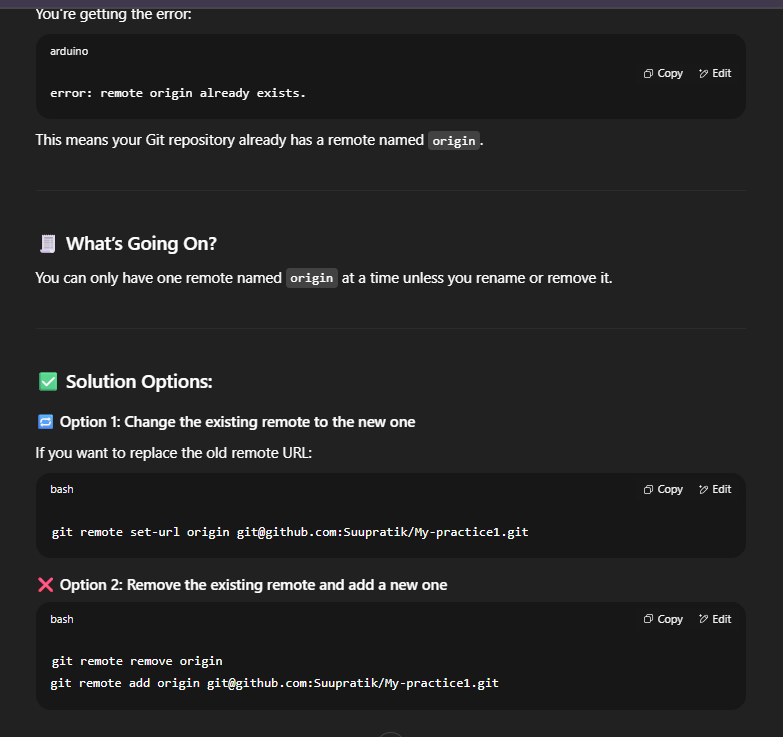 You're getting the error:
arduino
Copy Edit
error: remote origin already exists.
This means your Git repository already has a remote named origin.
What's Going On?
You can only have one remote named origin at a time unless you rename or remove it.
Solution Options:
Option 1: Change the existing remote to the new one
If you want to replace the old remote URL:
bash
Copy Edit
git remote set-url origin git@github.com:Suupratik/My-practice1.git
Option 2: Remove the existing remote and add a new one
bash
Copy Edit
git remote remove origin
git remote add origin git@github.com:Suupratik/My-practice1.git